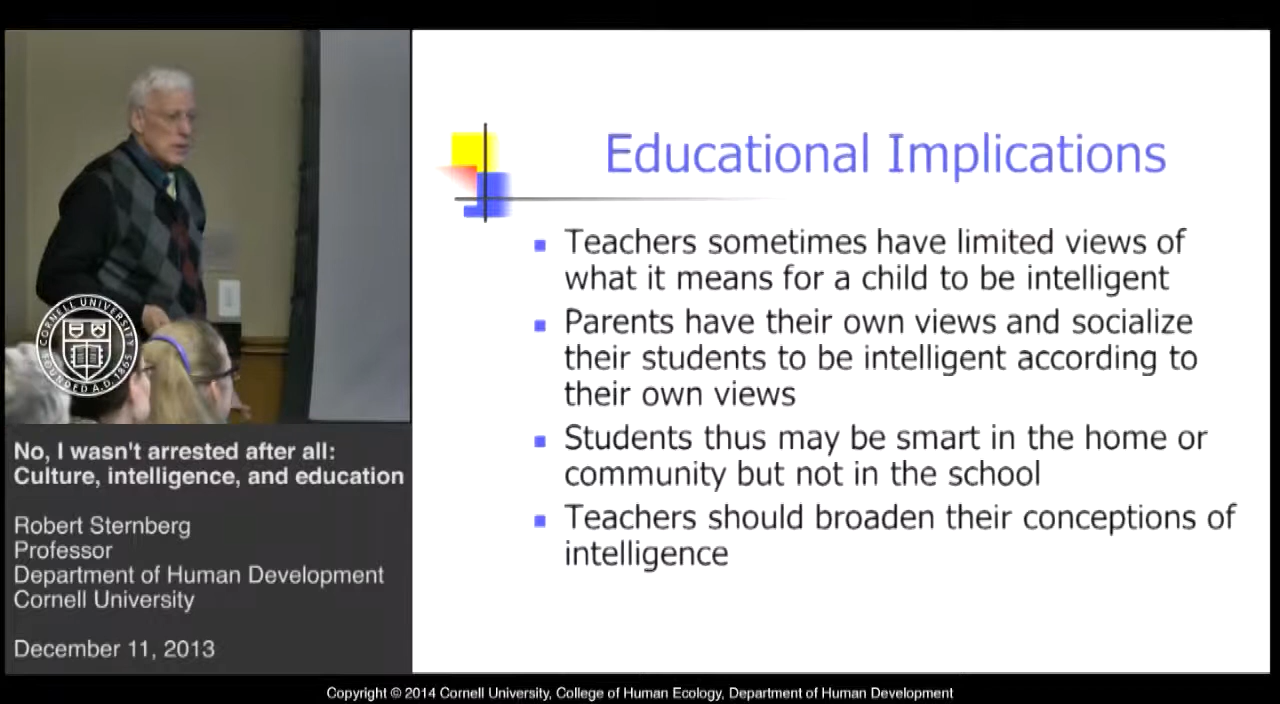 Educational Implications
Teachers sometimes have limited views of
what it means for a child to be intelligent
Parents have their own views and socialize
their students to be intelligent according to
their own views
Students thus may be smart in the home or
community but not in the school
Teachers should broaden their conceptions of
intelligence
CORNELL UNIVERSITY
FOUNDED A.D. 1865
No, I wasn't arrested after all:
Culture, intelligence, and education
Robert Sternberg
Professor
Department of Human Development
Cornell University
December 11, 2013
Copyright © 2014 Cornell University, College of Human Ecology, Department of Human Development